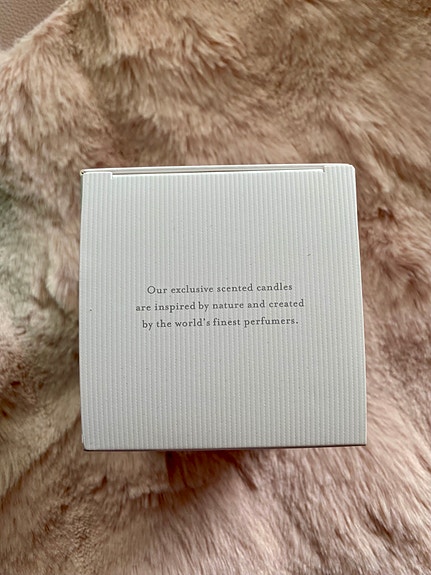 Our exclusive scented candles
are inspired by nature and created
by the world's finest perfumers.